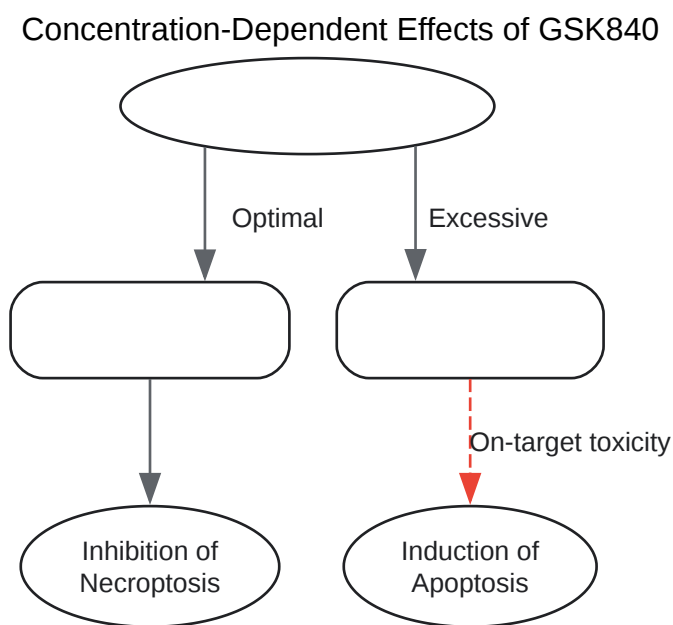 Concentration-Dependent Effects of GSK840
Optimal
Excessive
On-target toxicity
Inhibition of
Necroptosis
Induction of
Apoptosis